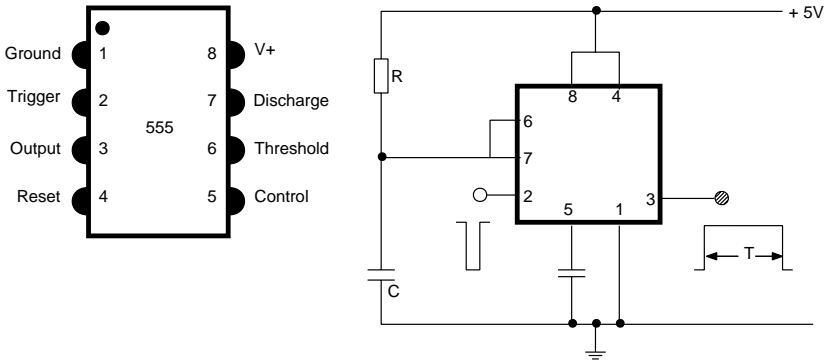 Ground
1
8
V+
Trigger
2
7
Discharge
555
Output
3
6
Threshold
Reset
4
5
Control
+ 5V
R
8
4
6
7
2
3
5
1
C
T